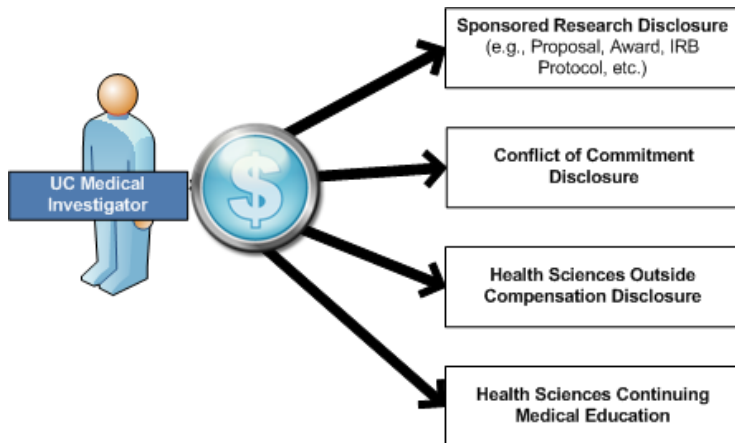 Sponsored Research Disclosure
(e.g., Proposal, Award, IRB
Protocol, etc.)
UC Medical
Investigator
$
Conflict of Commitment
Disclosure
Health Sciences Outside
Compensation Disclosure
Health Sciences Continuing
Medical Education